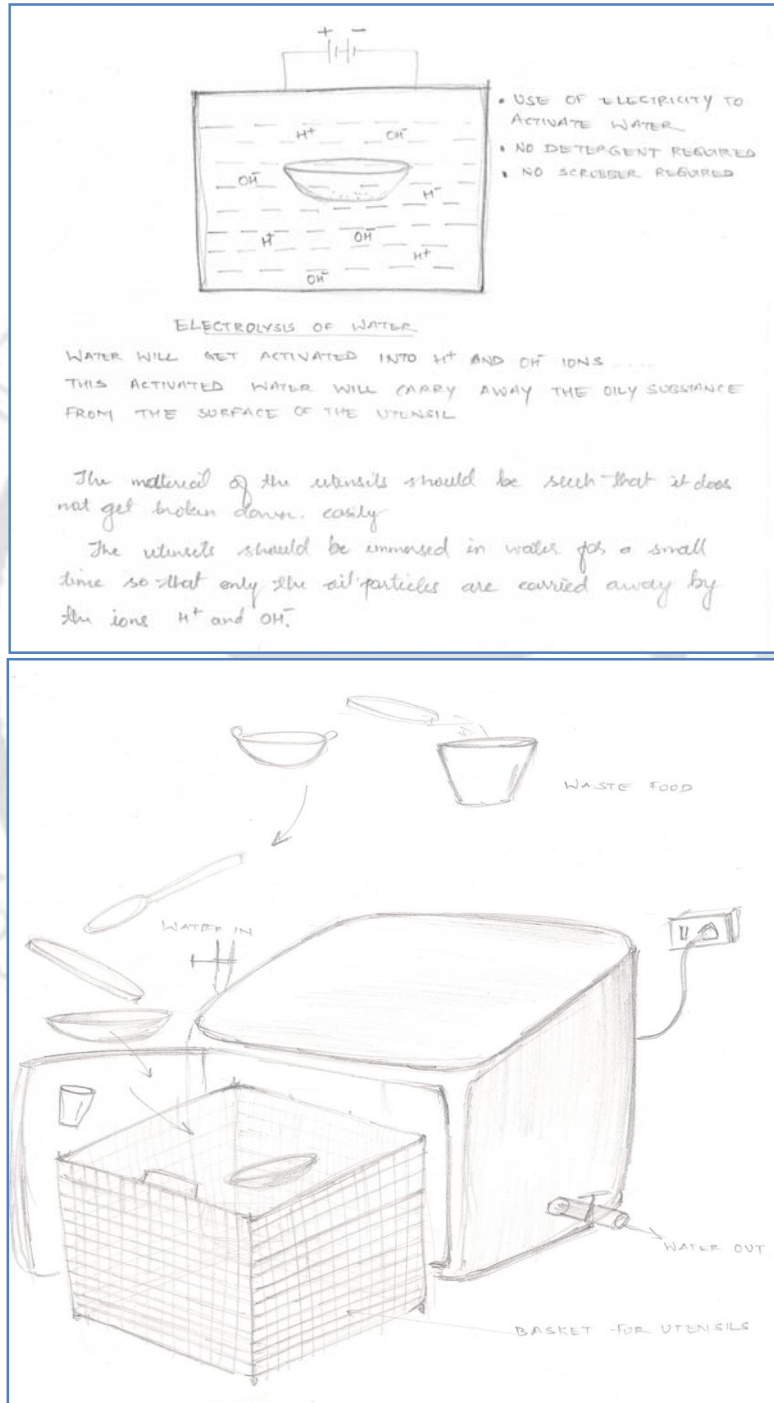 + −
• USE OF ELECTRICITY TO
ACTIVATE WATER
• NO DETERGENT REQUIRED
• NO SCRUBBER REQUIRED
H⁺ OH⁻
OH⁻ H⁻
H⁺ OH⁻
H⁺
OH⁻
ELECTROLYSIS OF WATER
WATER WILL GET ACTIVATED INTO H⁺ AND OH⁻ IONS ....
THIS ACTIVATED WATER WILL CARRY AWAY THE OILY SUBSTANCE
FROM THE SURFACE OF THE UTENSIL
The material of the utensils should be such that it does
not get broken down. easily
The utensils should be immersed in water for a small
time so that only the oil particles are carried away by
the ions H⁺ and OH⁻.
WASTE FOOD
WATER IN
WATER OUT
BASKET FOR UTENSILS